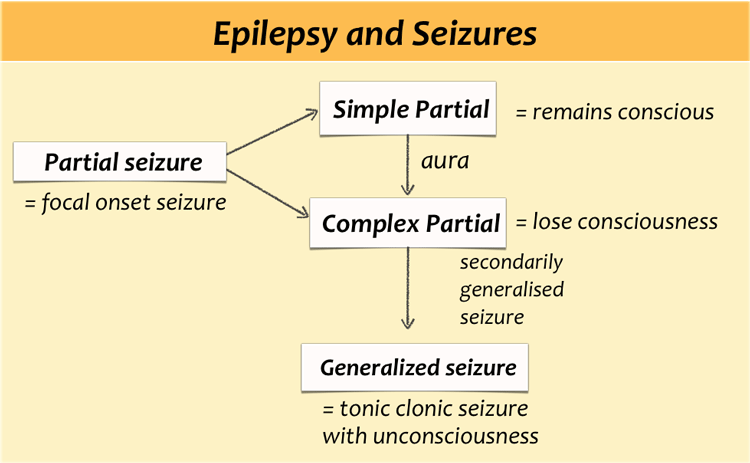 Epilepsy and Seizures
Simple Partial
= remains conscious
Partial seizure
= focal onset seizure
aura
Complex Partial
= lose consciousness
secondarily
generalised
seizure
Generalized seizure
= tonic clonic seizure
with unconsciousness